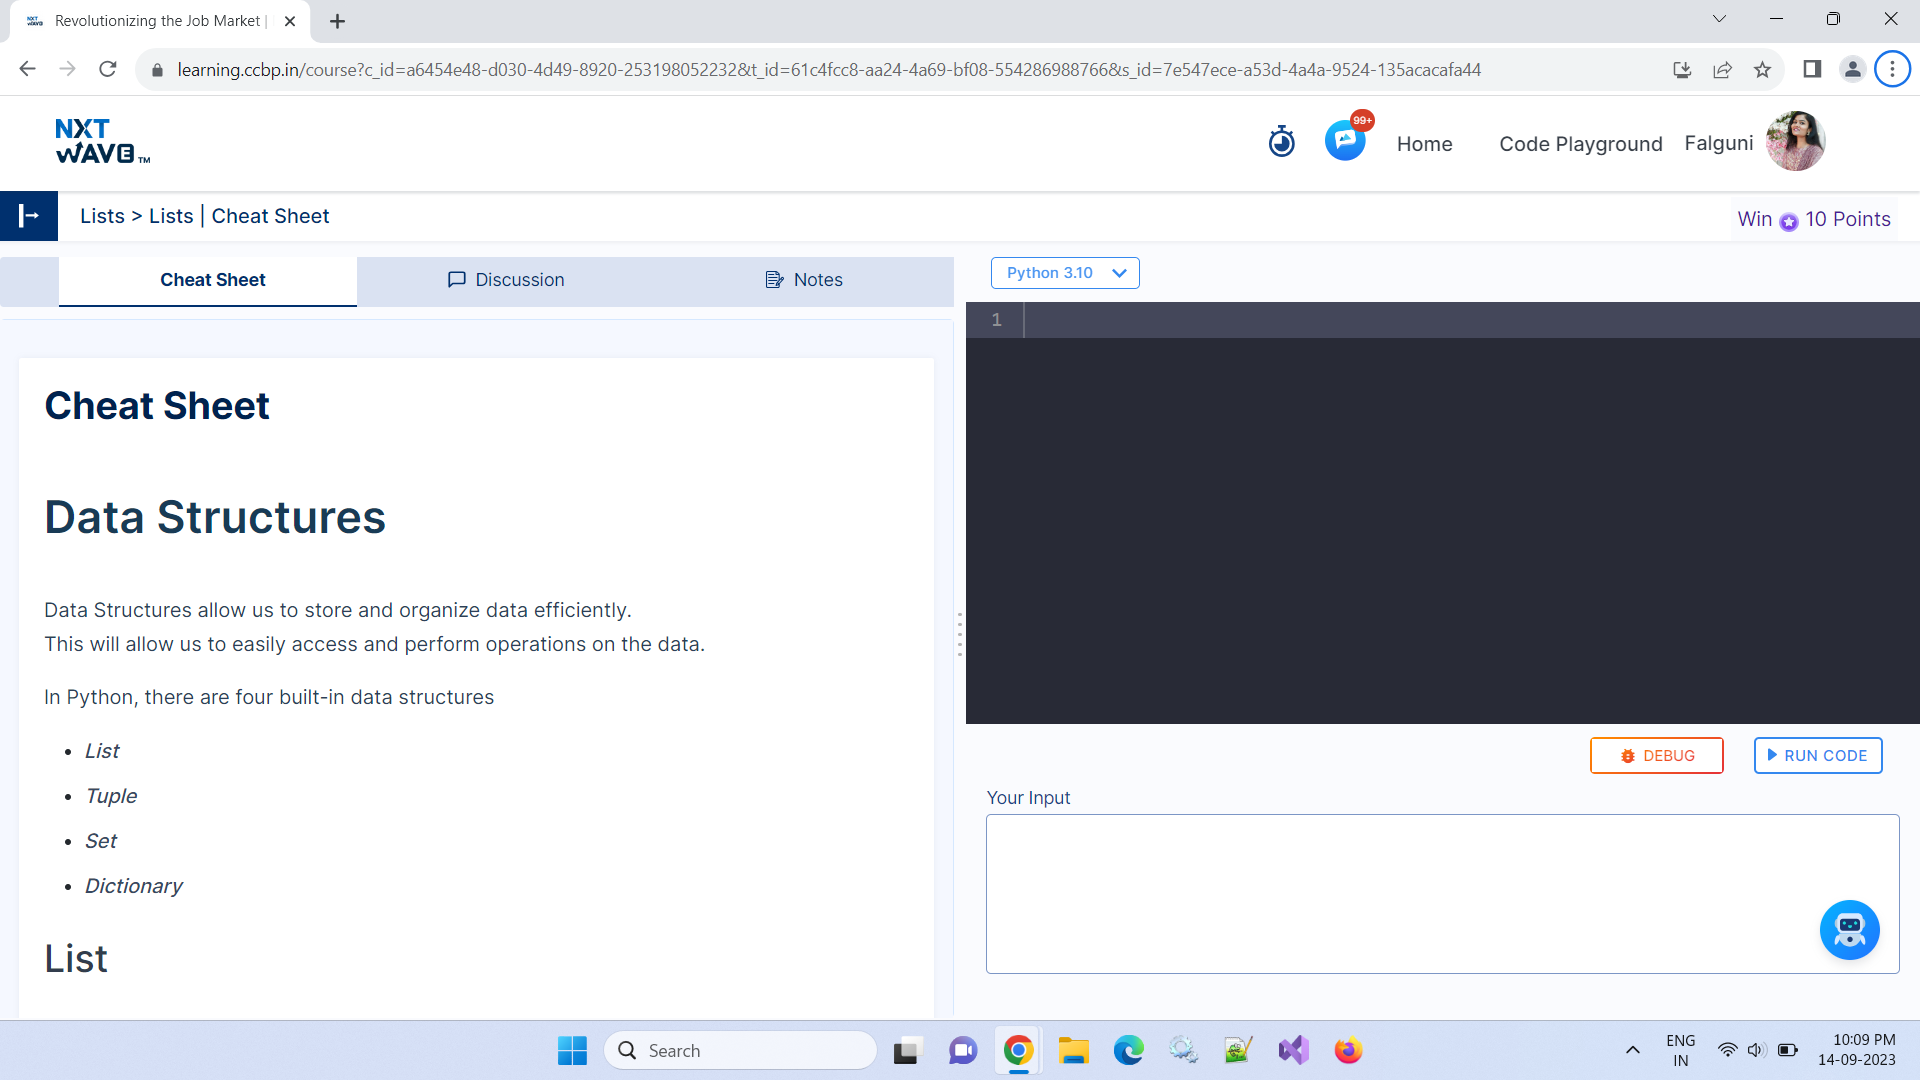 Revolutionizing the Job Market |
learning.ccbp.in/course?c_id=a6454e48-d030-4d49-8920-253198052232&t_id=61c4fcc8-aa24-4a69-bf08-554286988766&s_id=7e547ece-a53d-4a4a-9524-135acacafa44
NXT
WAVE TM
99+
Home
Code Playground
Falguni
Lists > Lists | Cheat Sheet
Win 10 Points
Cheat Sheet
Discussion
Notes
Python 3.10
1
Cheat Sheet
Data Structures
Data Structures allow us to store and organize data efficiently.
This will allow us to easily access and perform operations on the data.
In Python, there are four built-in data structures
• List
• Tuple
• Set
• Dictionary
List
DEBUG
RUN CODE
Your Input
Search
ENG
IN
10:09 PM
14-09-2023